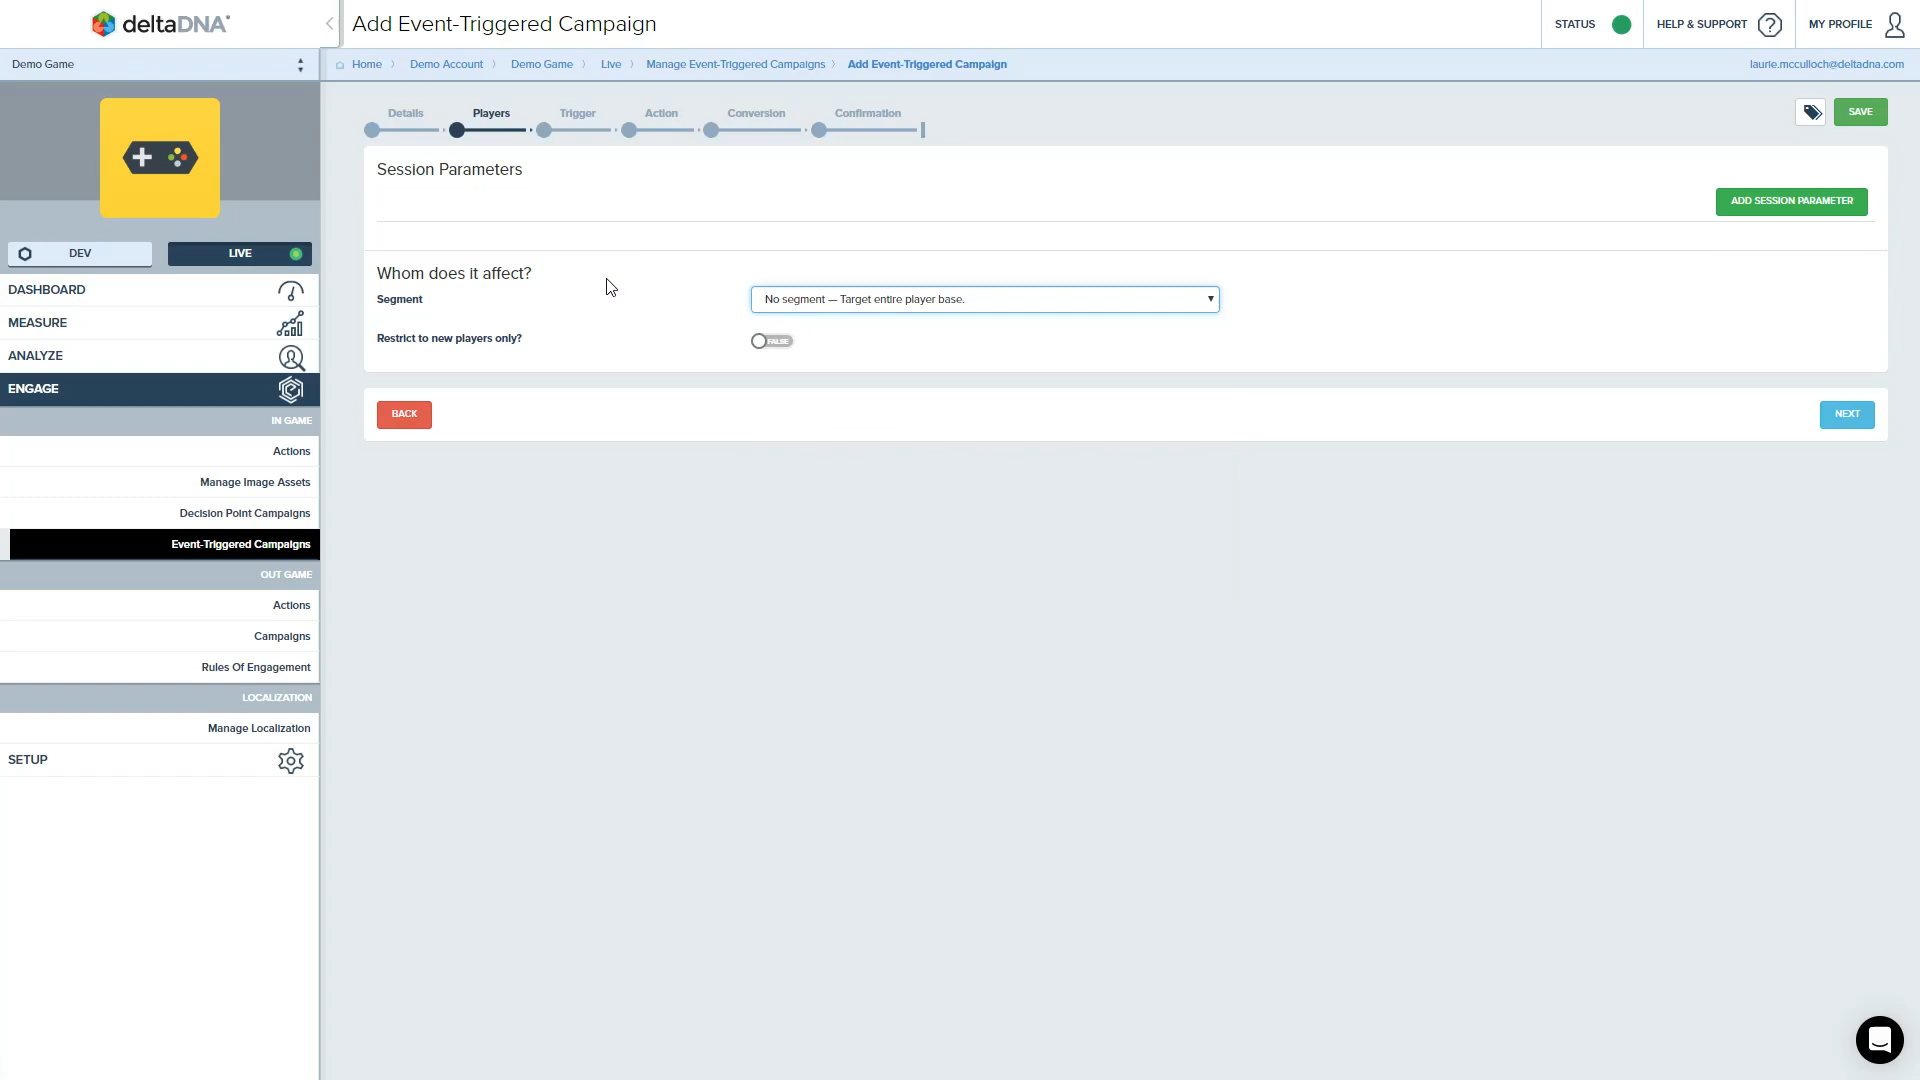 deltaDNA
Add Event-Triggered Campaign
STATUS
HELP & SUPPORT
MY PROFILE
Demo Game
Home
Demo Account
Demo Game
Live
Manage Event-Triggered Campaigns
Add Event-Triggered Campaign
laurie.mcculloch@deltadna.com
Details
Players
Trigger
Action
Conversion
Confirmation
SAVE
Session Parameters
ADD SESSION PARAMETER
Whom does it affect?
Segment
No segment — Target entire player base.
Restrict to new players only?
FALSE
BACK
NEXT
DEV
LIVE
DASHBOARD
MEASURE
ANALYZE
ENGAGE
IN GAME
Actions
Manage Image Assets
Decision Point Campaigns
Event-Triggered Campaigns
OUT GAME
Actions
Campaigns
Rules Of Engagement
LOCALIZATION
Manage Localization
SETUP